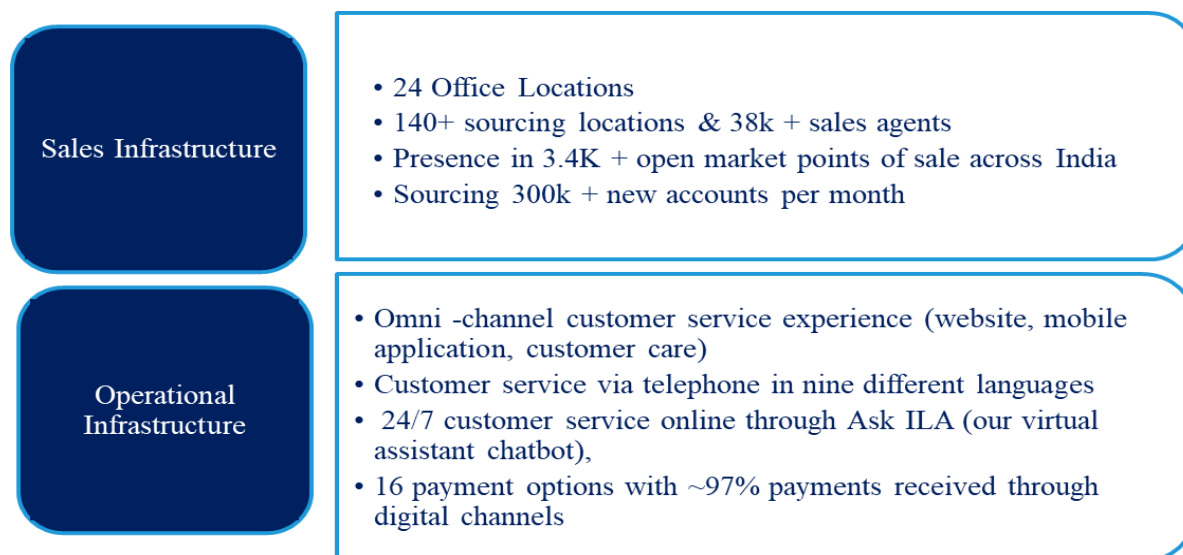 Sales Infrastructure
• 24 Office Locations
• 140+ sourcing locations & 38k + sales agents
• Presence in 3.4K + open market points of sale across India
• Sourcing 300k + new accounts per month
Operational
Infrastructure
• Omni -channel customer service experience (website, mobile
application, customer care)
• Customer service via telephone in nine different languages
• 24/7 customer service online through Ask ILA (our virtual
assistant chatbot),
• 16 payment options with ~97% payments received through
digital channels